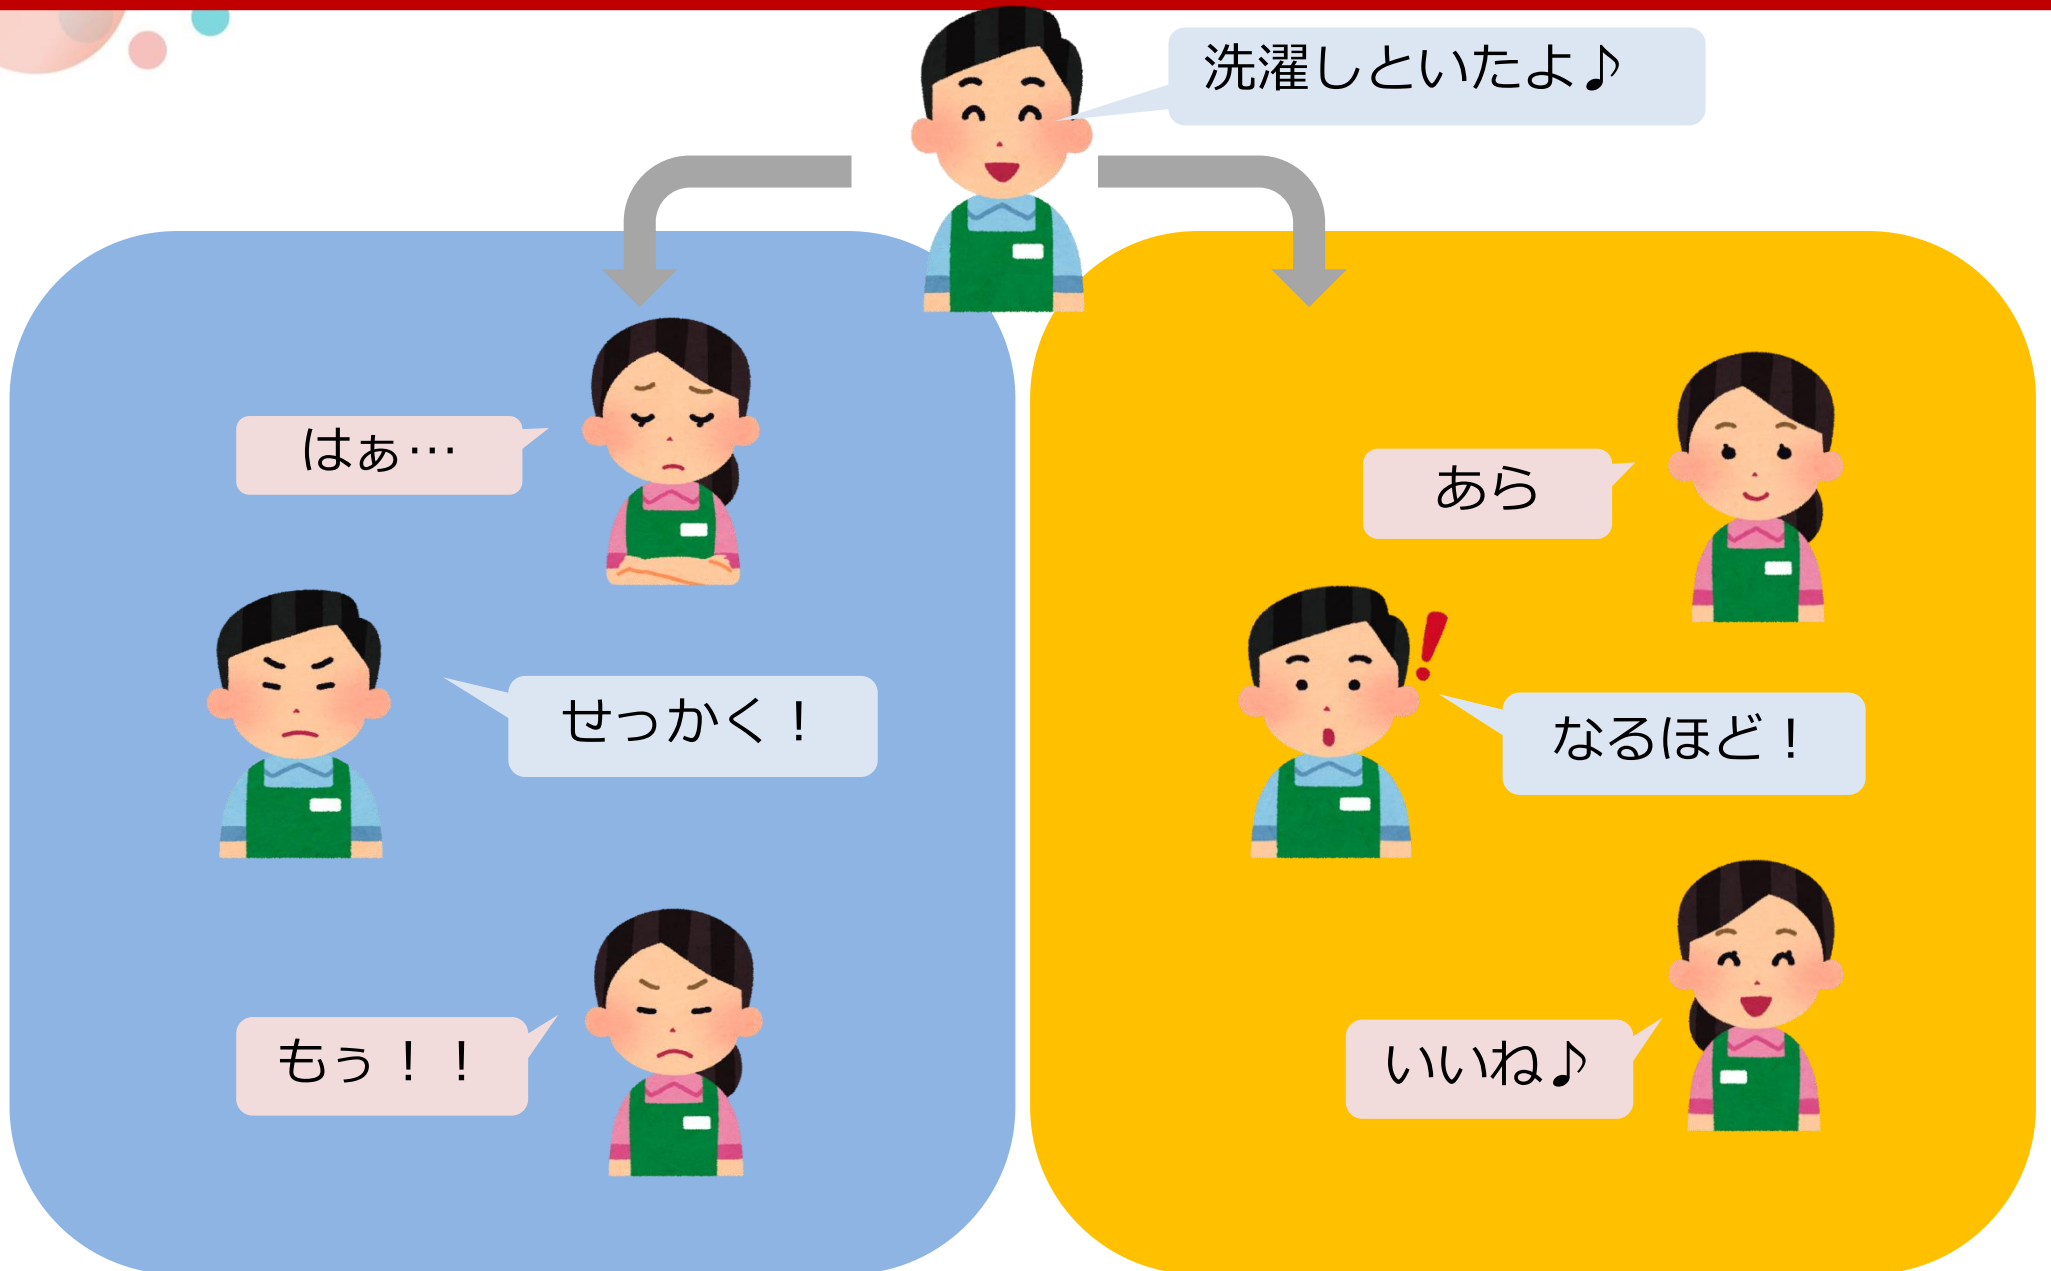 洗濯しといたよ♪
はぁ…
せっかく！
もぅ！！
あら
なるほど！
いいね♪